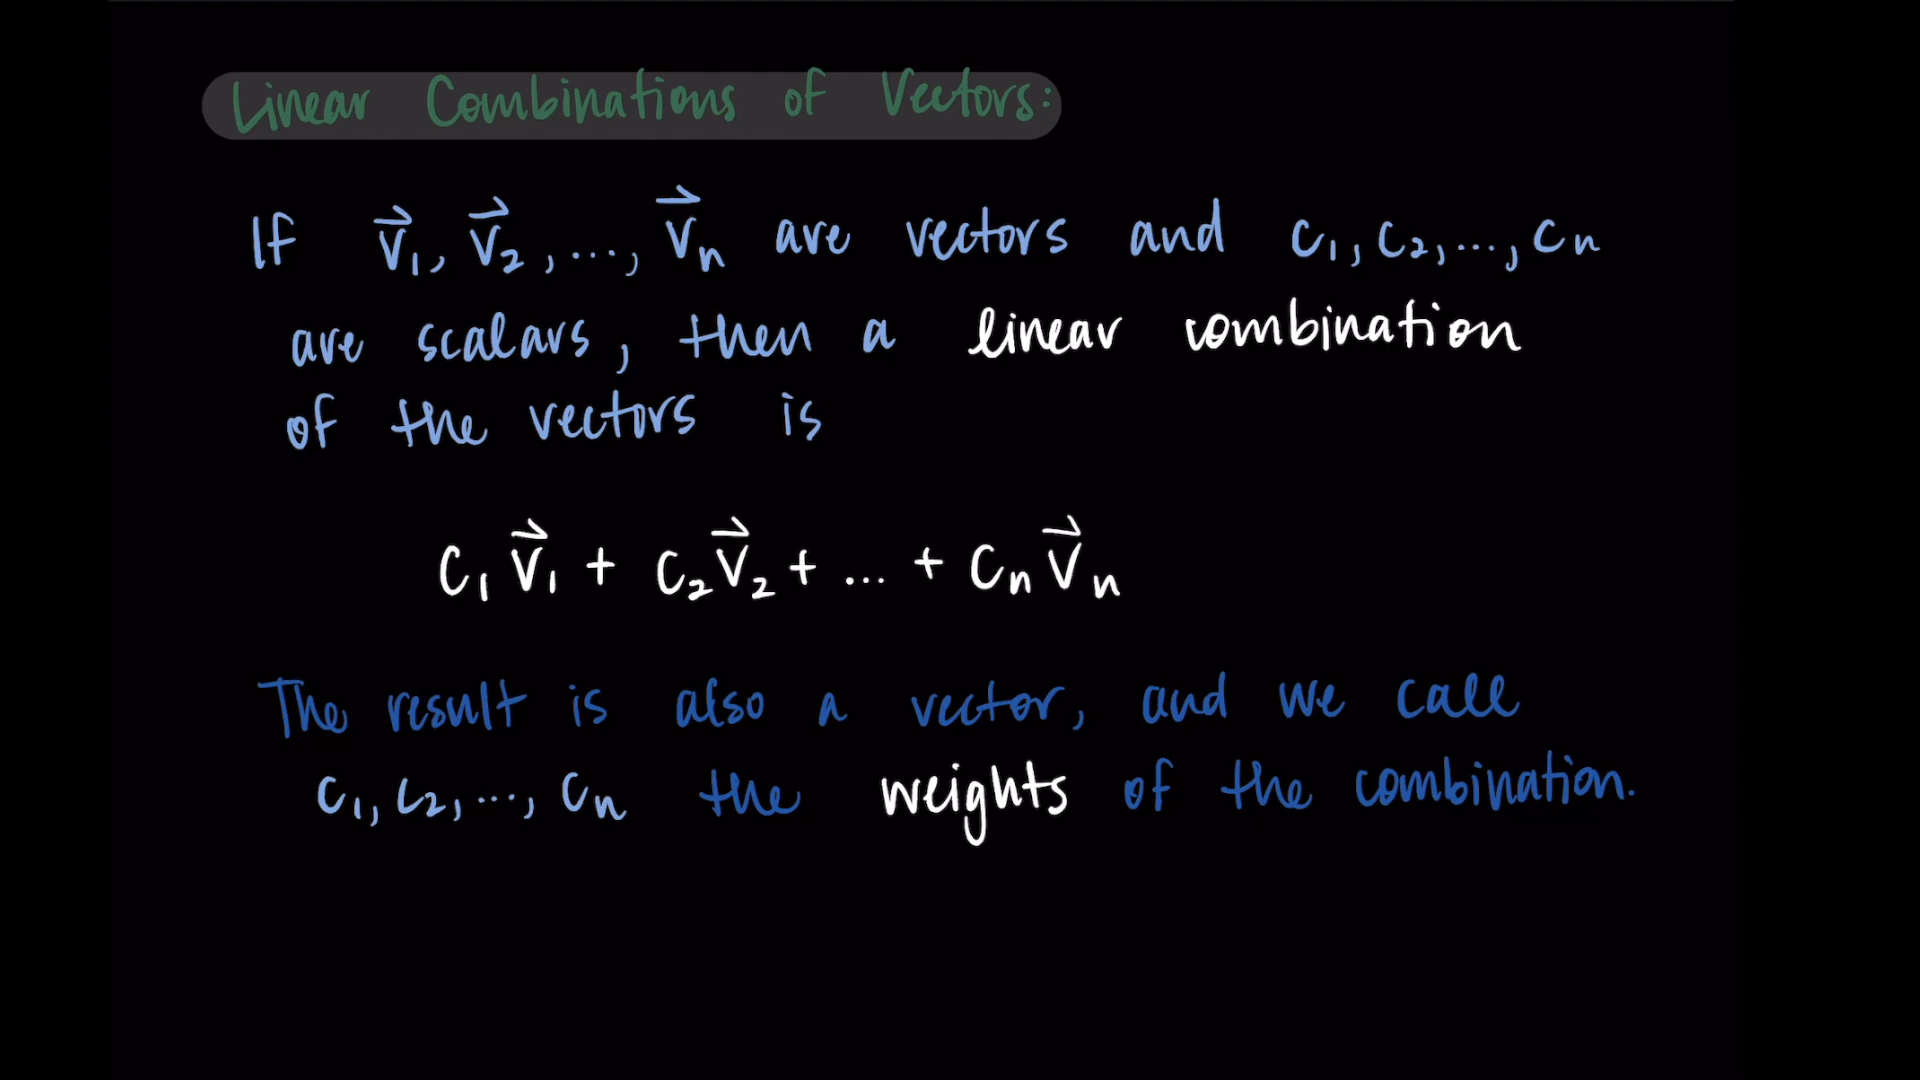 Linear Combinations of Vectors:
If v⃗₁, v⃗₂, ..., v⃗ₙ are vectors and c₁, c₂, ..., cₙ
are scalars, then a linear combination
of the vectors is
c₁v⃗₁ + c₂v⃗₂ + ... + cₙv⃗ₙ
The result is also a vector, and we call
c₁, c₂, ..., cₙ the weights of the combination.